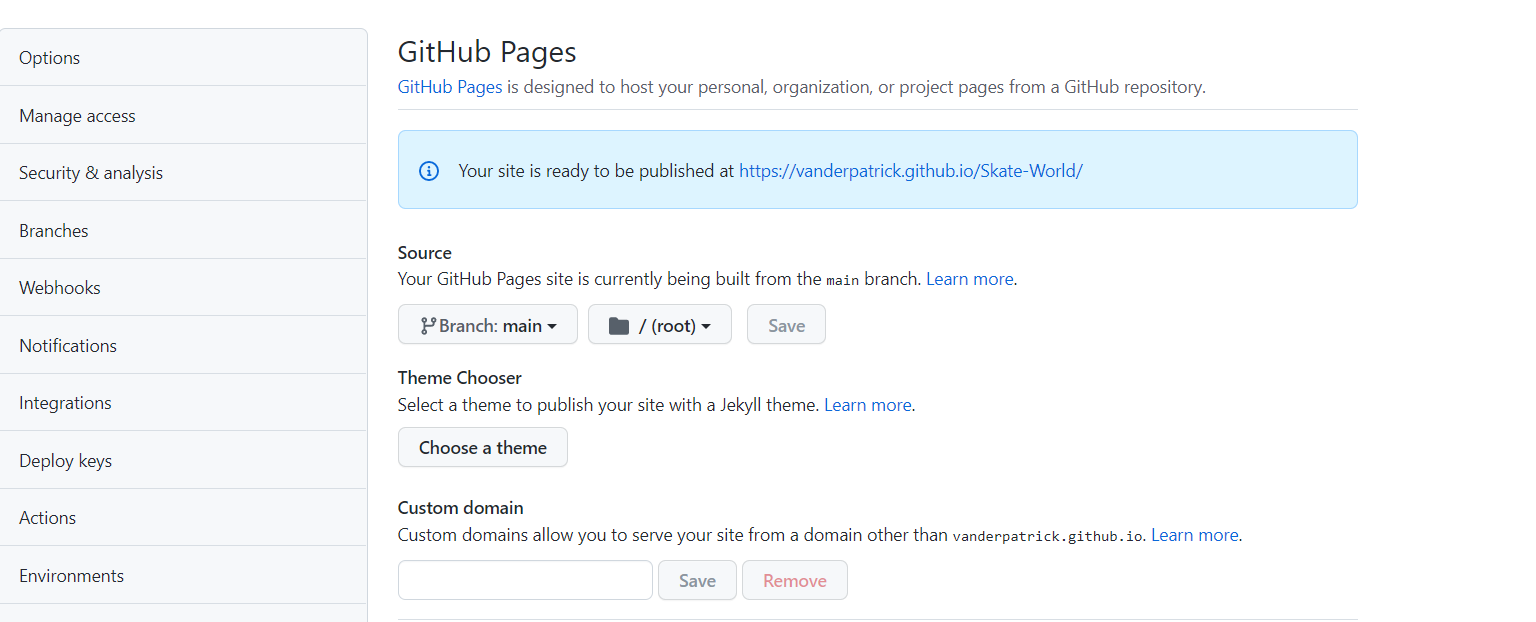 Options
Manage access
Security & analysis
Branches
Webhooks
Notifications
Integrations
Deploy keys
Actions
Environments
GitHub Pages
GitHub Pages is designed to host your personal, organization, or project pages from a GitHub repository.
Your site is ready to be published at https://vanderpatrick.github.io/Skate-World/
Source
Your GitHub Pages site is currently being built from the main branch. Learn more.
Branch: main / (root) Save
Theme Chooser
Select a theme to publish your site with a Jekyll theme. Learn more.
Choose a theme
Custom domain
Custom domains allow you to serve your site from a domain other than vanderpatrick.github.io. Learn more.
Save Remove